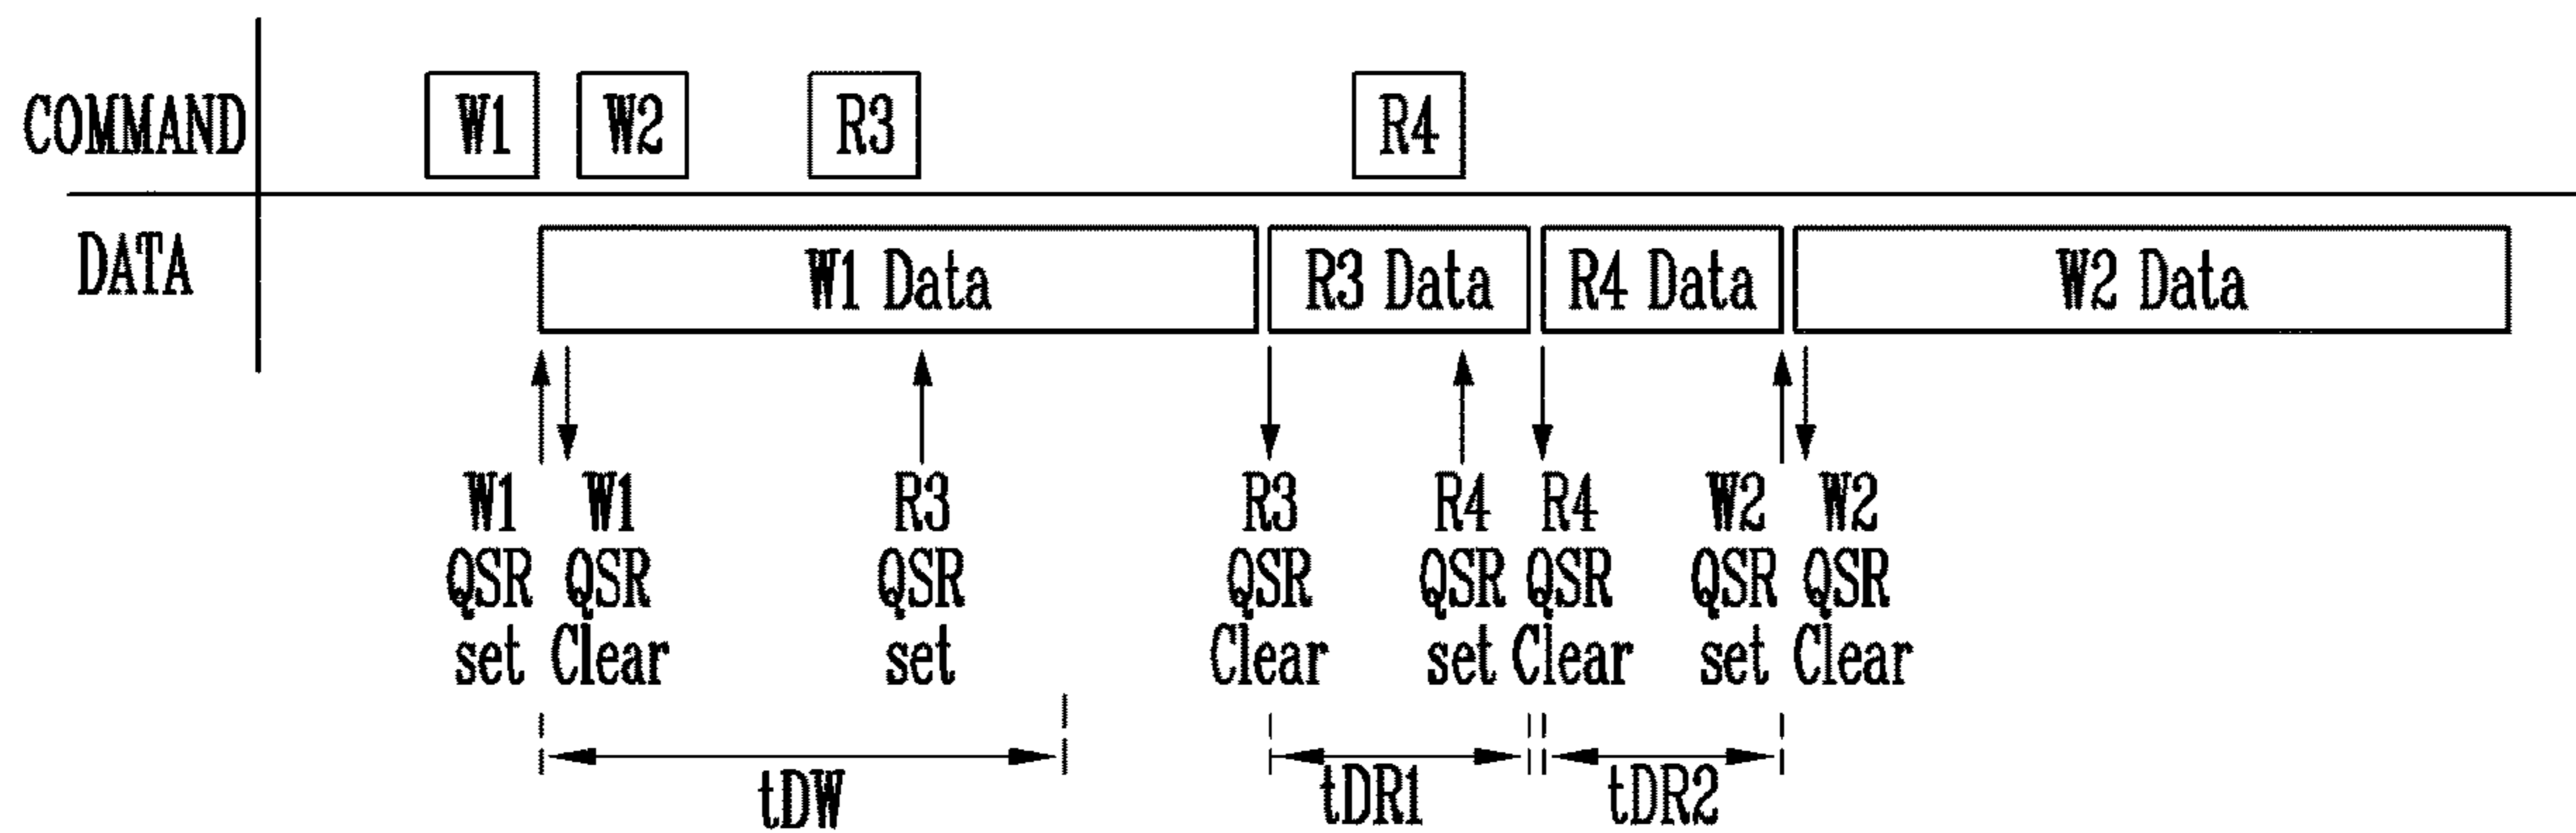 COMMAND W1 W2 R3 R4
DATA W1 Data R3 Data R4 Data W2 Data
W1 W1 R3 R3 R4 R4 W2 W2
QSR QSR QSR QSR QSR QSR QSR QSR
set Clear set Clear set Clear set Clear
tDW tDR1 tDR2